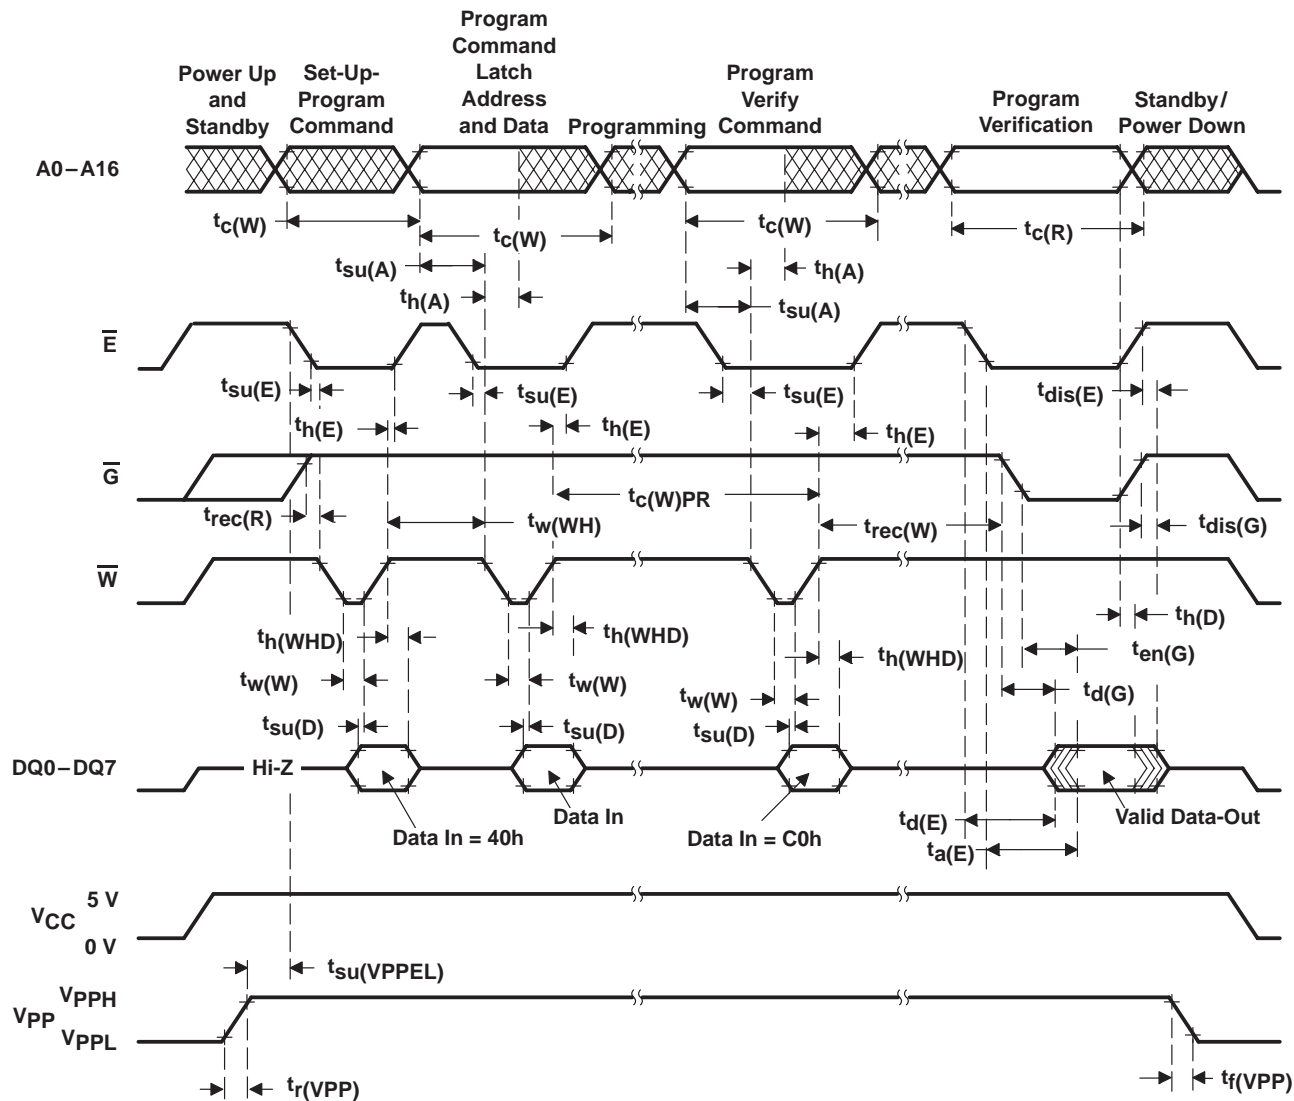 Power Up
and
Standby
Set-Up-
Program
Command
Program
Command
Latch
Address
and Data
Programming
Program
Verify
Command
Program
Verification
Standby/
Power Down
A0–A16
tc(W)
tc(W)
tc(W)
tc(R)
tsu(A)
th(A)
th(A)
tsu(A)
E
tsu(E)
tsu(E)
tsu(E)
tdis(E)
th(E)
th(E)
th(E)
G
tc(W)PR
trec(R)
tw(WH)
trec(W)
tdis(G)
W
th(D)
th(WHD)
th(WHD)
th(WHD)
ten(G)
tw(W)
tw(W)
tw(W)
td(G)
tsu(D)
tsu(D)
tsu(D)
DQ0–DQ7
Hi-Z
Data In = 40h
Data In
Data In = C0h
td(E)
Valid Data-Out
ta(E)
VCC
5 V
0 V
tsu(VPPEL)
VPP
VPPH
VPPL
tr(VPP)
tf(VPP)